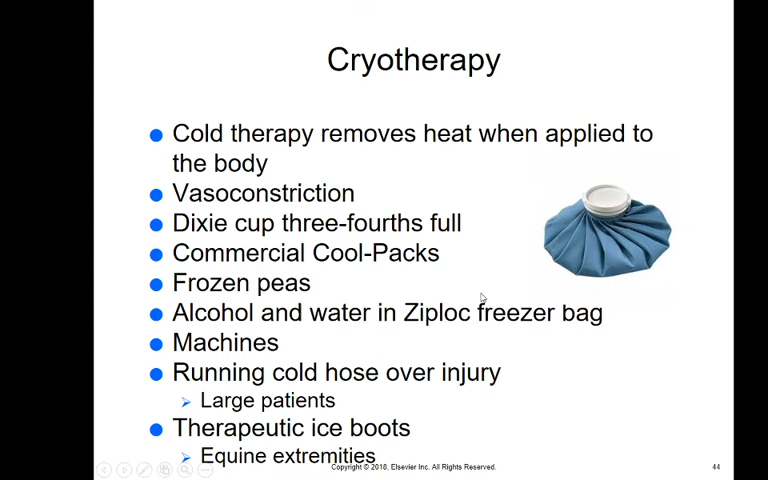 Cryotherapy
Cold therapy removes heat when applied to
the body
Vasoconstriction
Dixie cup three-fourths full
Commercial Cool-Packs
Frozen peas
Alcohol and water in Ziploc freezer bag
Machines
Running cold hose over injury
Large patients
Therapeutic ice boots
Equine extremities
Copyright © 2018. Elsevier Inc. All Rights Reserved.
44